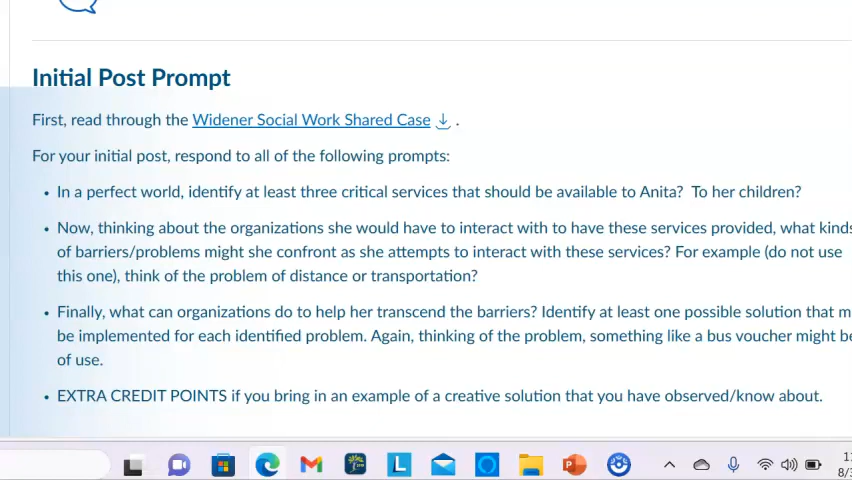 Initial Post Prompt
First, read through the Widener Social Work Shared Case .
For your initial post, respond to all of the following prompts:
• In a perfect world, identify at least three critical services that should be available to Anita? To her children?
• Now, thinking about the organizations she would have to interact with to have these services provided, what kinds
of barriers/problems might she confront as she attempts to interact with these services? For example (do not use
this one), think of the problem of distance or transportation?
• Finally, what can organizations do to help her transcend the barriers? Identify at least one possible solution that m
be implemented for each identified problem. Again, thinking of the problem, something like a bus voucher might be
of use.
• EXTRA CREDIT POINTS if you bring in an example of a creative solution that you have observed/know about.
L
P